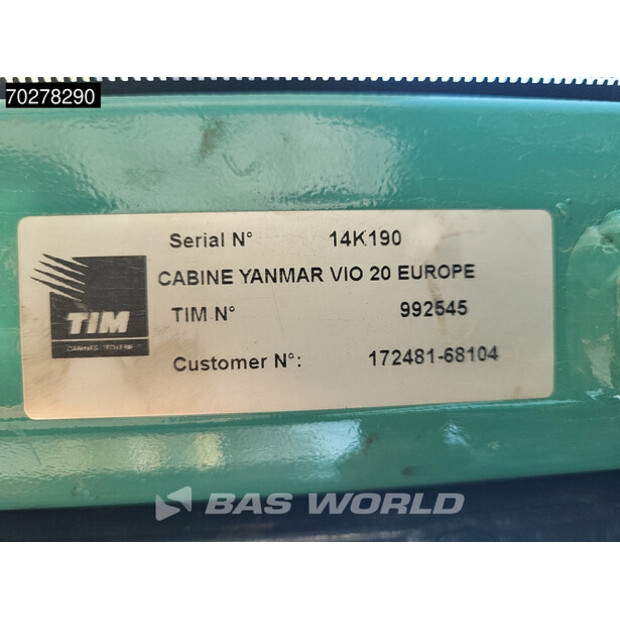 70278290
Serial N° 14K190
CABINE YANMAR VIO 20 EUROPE
TIM
TIM N° 992545
Customer N°: 172481-68104
BAS WORLD